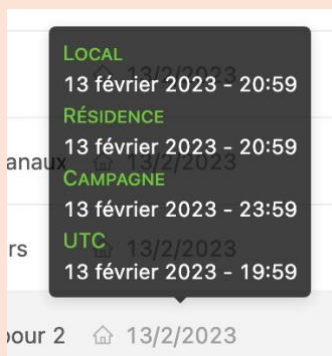 LOCAL
13 février 2023 - 20:59
RÉSIDENCE
13 février 2023 - 20:59
CAMPAGNE
13 février 2023 - 23:59
UTC
13 février 2023 - 19:59
13/2/2023
anaux 13/2/2023
rs 13/2/2023
pour 2 13/2/2023